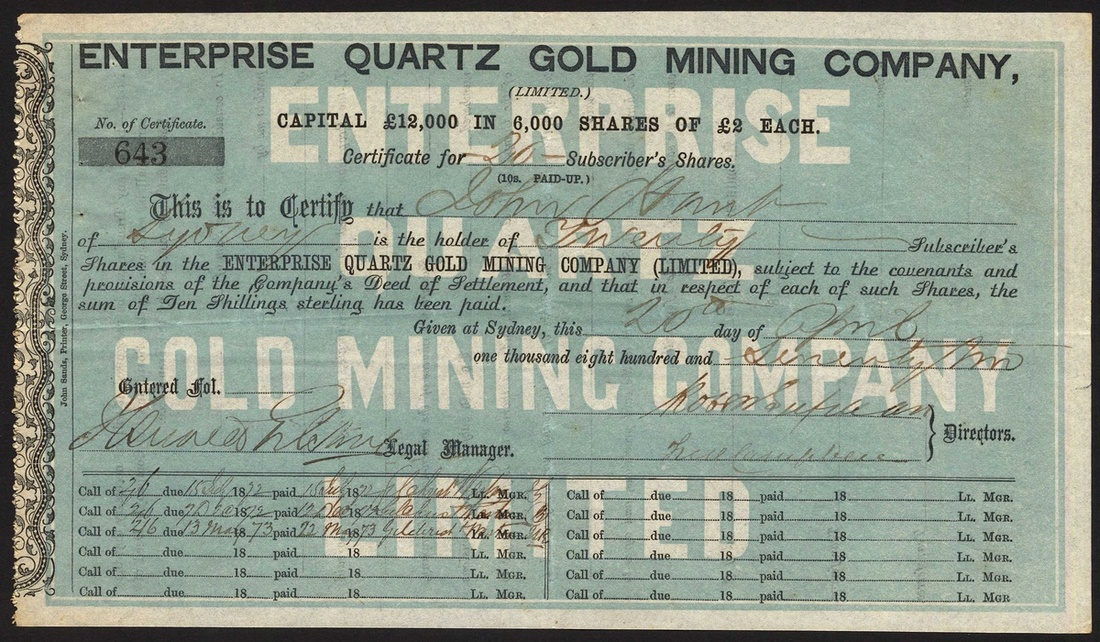 ENTERPRISE QUARTZ GOLD MINING COMPANY,
(LIMITED.)
CAPITAL £12,000 IN 6,000 SHARES OF £2 EACH.
No. of Certificate.
643
Certificate for 20 Subscriber's Shares.
(10s. PAID-UP.)
This is to Certify that John
of Sydney is the holder of Twenty Subscriber's
Shares in the ENTERPRISE QUARTZ GOLD MINING COMPANY (LIMITED), subject to the covenants and
provisions of the Company's Deed of Settlement, and that in respect of each of such Shares, the
sum of Ten Shillings sterling has been paid.
Given at Sydney, this 20th day of April
one thousand eight hundred and Seventy
Entered Fol.
Legal Manager.
Directors.
John Sands, Printer, George Street, Sydney.
ENTERPRISE
QUARTZ
GOLD MINING COMPANY
LIMITED
Call of 2/6 due 15 July 1872 paid 18 LL. MGR.
Call of 2/6 due 18 paid 18 LL. MGR.
Call of 2/6 due 13 May 1873 paid 22 May 1873 LL. MGR.
Call of due 18 paid 18 LL. MGR.
Call of due 18 paid 18 LL. MGR.
Call of due 18 paid 18 LL. MGR.
Call of due 18 paid 18 LL. MGR.
Call of due 18 paid 18 LL. MGR.
Call of due 18 paid 18 LL. MGR.
Call of due 18 paid 18 LL. MGR.
Call of due 18 paid 18 LL. MGR.
Call of due 18 paid 18 LL. MGR